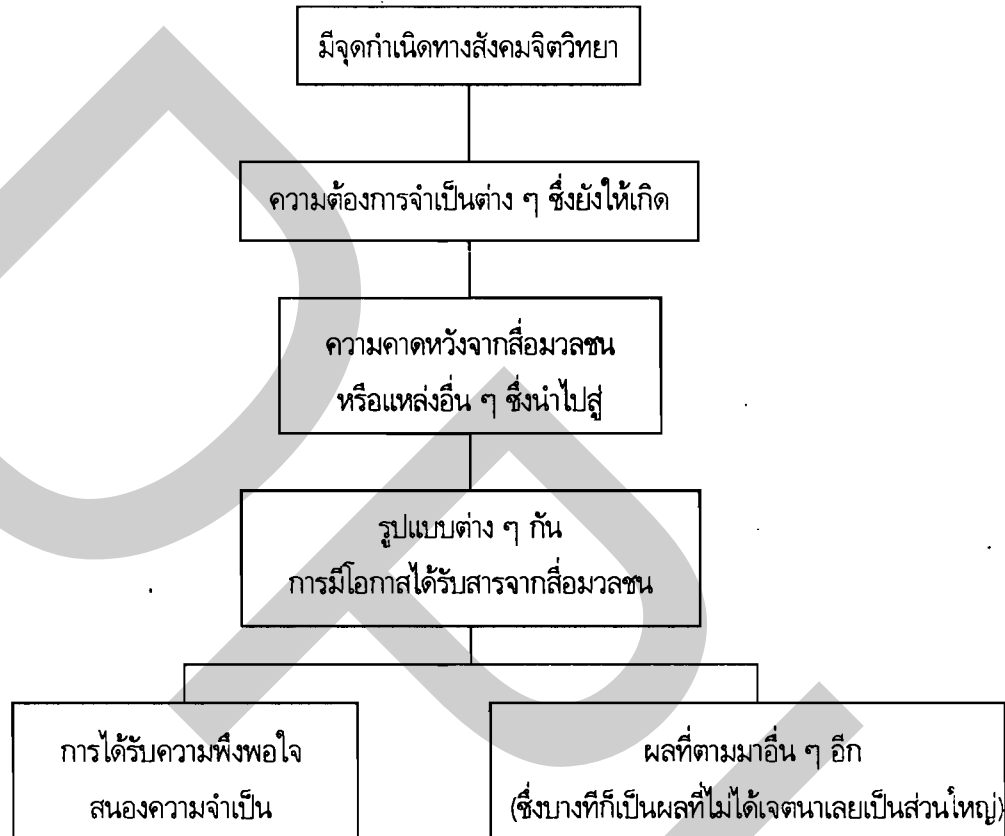 มีจุดกำเนิดทางสังคมจิตวิทยา
ความต้องการจำเป็นต่าง ๆ ซึ่งยังให้เกิด
ความคาดหวังจากสื่อมวลชน
หรือแหล่งอื่น ๆ ซึ่งนำไปสู่
รูปแบบต่าง ๆ กัน
การมีโอกาสได้รับสารจากสื่อมวลชน
การได้รับความพึงพอใจ
สนองความจำเป็น
ผลที่ตามมาอื่น ๆ อีก
(ซึ่งบางทีก็เป็นผลที่ไม่ได้เจตนาเลยเป็นส่วนใหญ่)